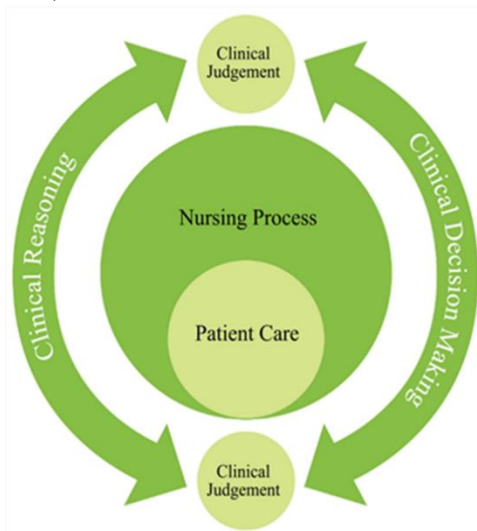 Clinical
Judgement
Clinical Reasoning
Clinical Decision Making
Nursing Process
Patient Care
Clinical
Judgement